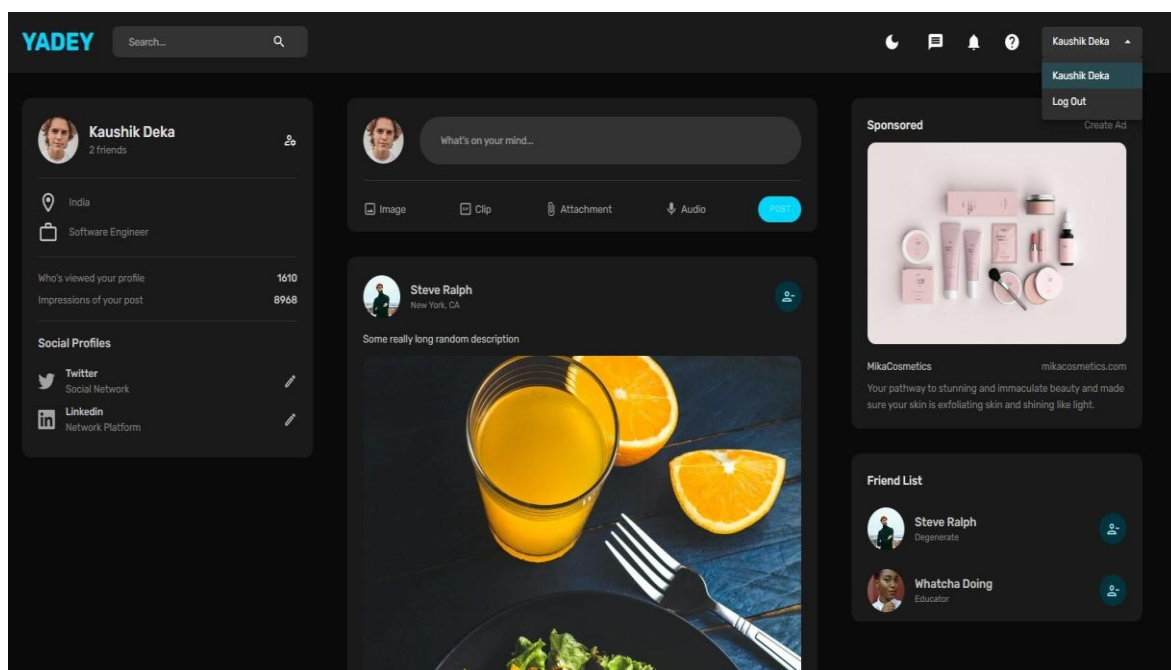 YADEY
Search...
Kaushik Deka
Kaushik Deka
Log Out
Kaushik Deka
2 friends
India
Software Engineer
Who's viewed your profile 1610
Impressions of your post 8968
Social Profiles
Twitter
Social Network
Linkedin
Network Platform
What's on your mind...
Image Clip Attachment Audio POST
Steve Ralph
New York, CA
Some really long random description
Sponsored Create Ad
MikaCosmetics mikacosmetics.com
Your pathway to stunning and immaculate beauty and made
sure your skin is exfoliating skin and shining like light.
Friend List
Steve Ralph
Degenerate
Whatcha Doing
Educator